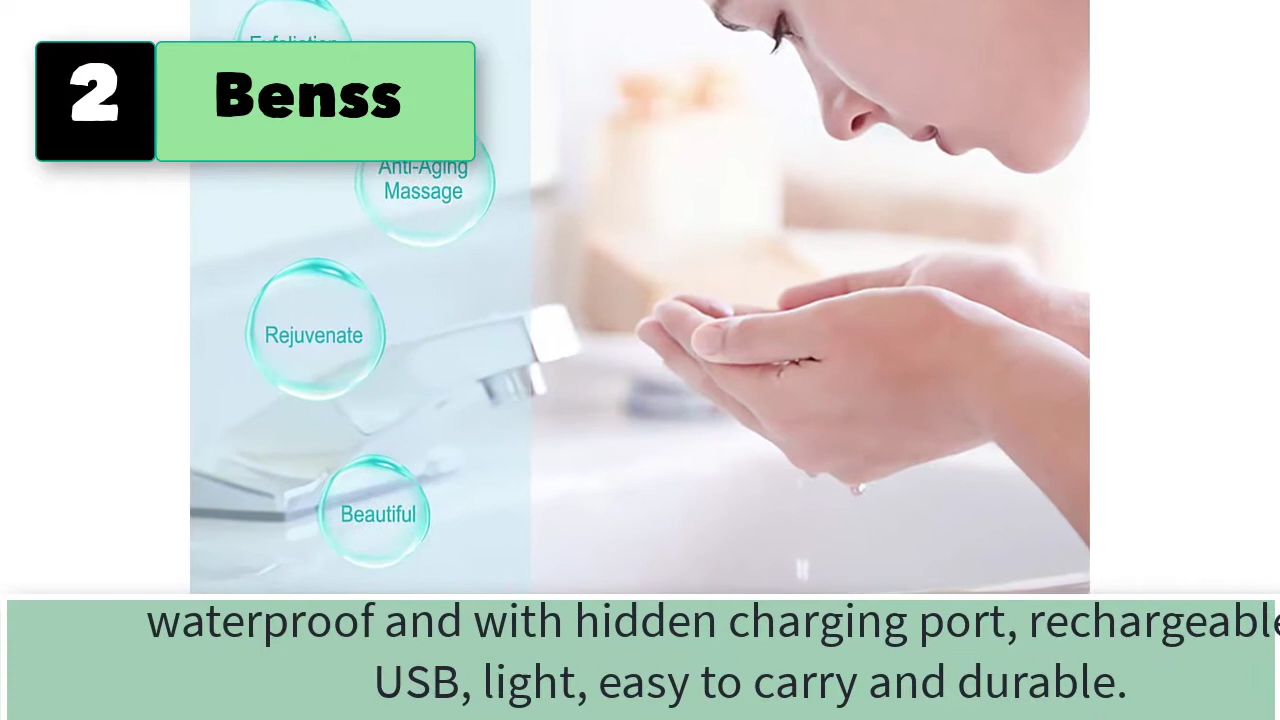 Exfoliation
2
Benss
Anti-Aging
Massage
Rejuvenate
Beautiful
waterproof and with hidden charging port, rechargeable
USB, light, easy to carry and durable.